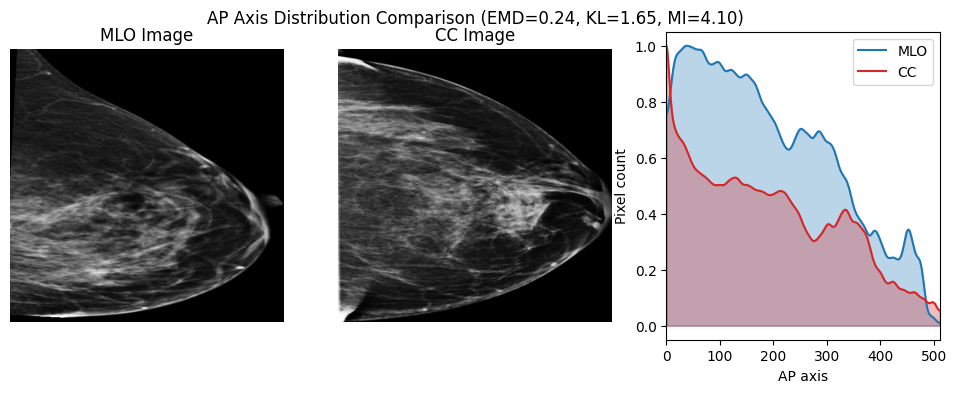 AP Axis Distribution Comparison (EMD=0.24, KL=1.65, MI=4.10)
MLO Image
CC Image
MLO
CC
Pixel count
1.0
0.8
0.6
0.4
0.2
0.0
0 100 200 300 400 500
AP axis